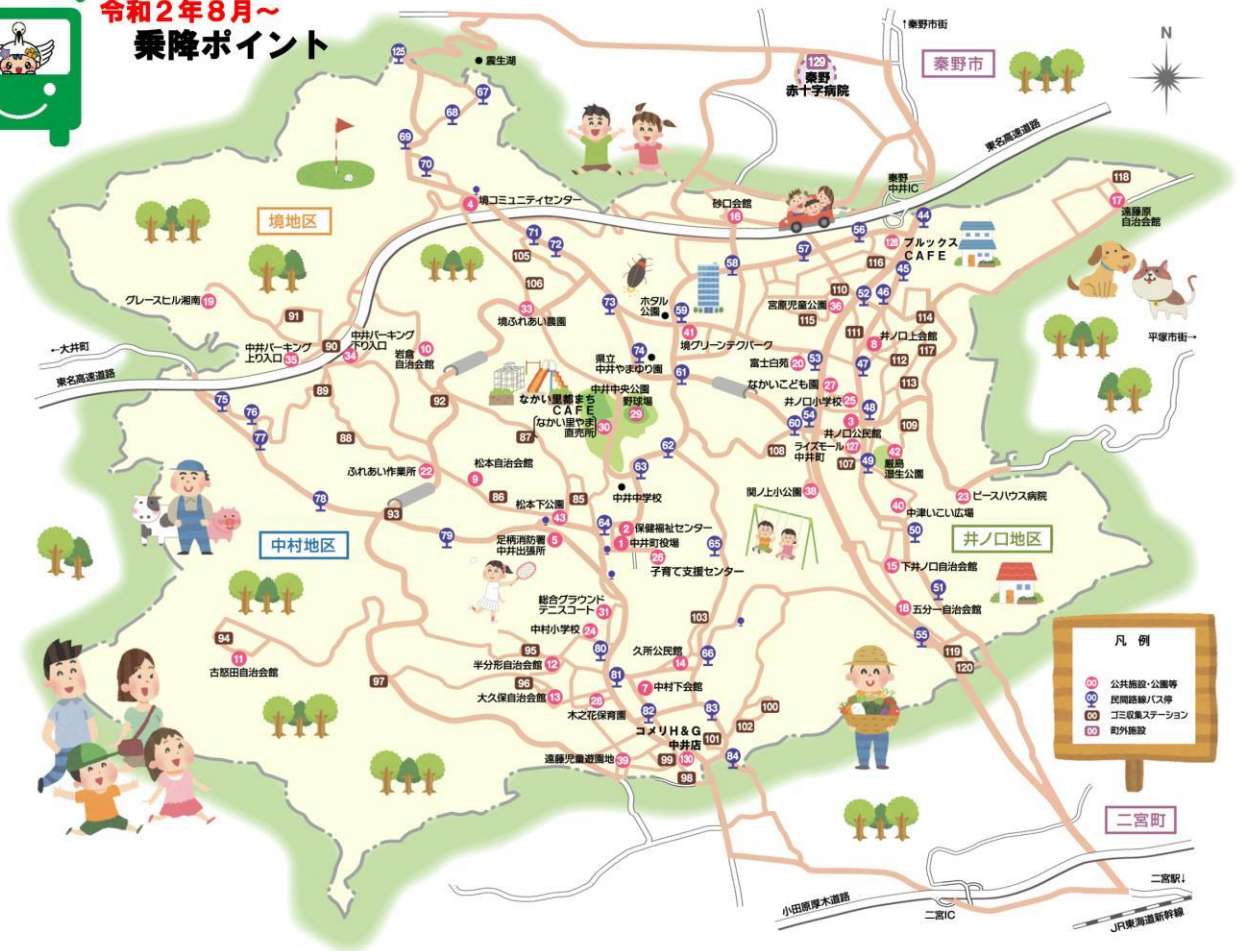 令和2年8月～
乗降ポイント
N
↑秦野市街
秦野市
129
秦野
赤十字病院
125
震生湖
67
68
69
70
東名高速道路
118
17
遠藤原
自治会館
秦野
中井IC
砂口会館
16
4
境コミュニティセンター
境地区
44
56
128
ブルックス
CAFE
71
72
57
58
116
45
105
106
グレースヒル湘南
19
33
境ふれあい農園
73
ホタル
公園
59
宮原児童公園
36
110
52
46
115
114
91
41
境グリーンテクパーク
111
井ノ口上会館
8
117
112
←大井町
90
中井パーキング
上り入口
35
中井パーキング
下り入口
34
岩倉
自治会館
10
県立
中井やまゆり園
74
富士白苑
20
53
47
平塚市街→
東名高速道路
61
113
89
中井中央公園
野球場
29
なかいこども園
27
75
76
92
なかい里都まち
CAFE
なかい里やま
直売所
30
井ノ口小学校
25
54
60
48
3
井ノ口公民館
109
77
88
87
62
108
ライズモール
中井町
127
107
49
42
厳島
湿生公園
ふれあい作業所
22
松本自治会館
9
63
中井中学校
関ノ上小公園
38
23
ピースハウス病院
78
86
85
40
中津いこい広場
93
松本下公園
43
64
2
保健福祉センター
50
井ノ口地区
中村地区
79
足柄消防署
中井出張所
5
1
中井町役場
65
26
子育て支援センター
15
下井ノ口自治会館
51
総合グラウンド
テニスコート
31
18
五分一自治会館
中村小学校
24
103
55
94
11
古怒田自治会館
95
80
久所公民館
14
66
119
120
凡例
00
公共施設・公園等
00
民間路線バス停
00
ゴミ収集ステーション
00
町外施設
半分形自治会館
12
97
96
81
7
中村下会館
大久保自治会館
13
28
木之花保育園
82
83
100
コメリH&G
中井店
101
102
遠藤児童遊園地
39
99
130
84
98
二宮町
小田原厚木道路
二宮IC
二宮駅↓
JR東海道新幹線